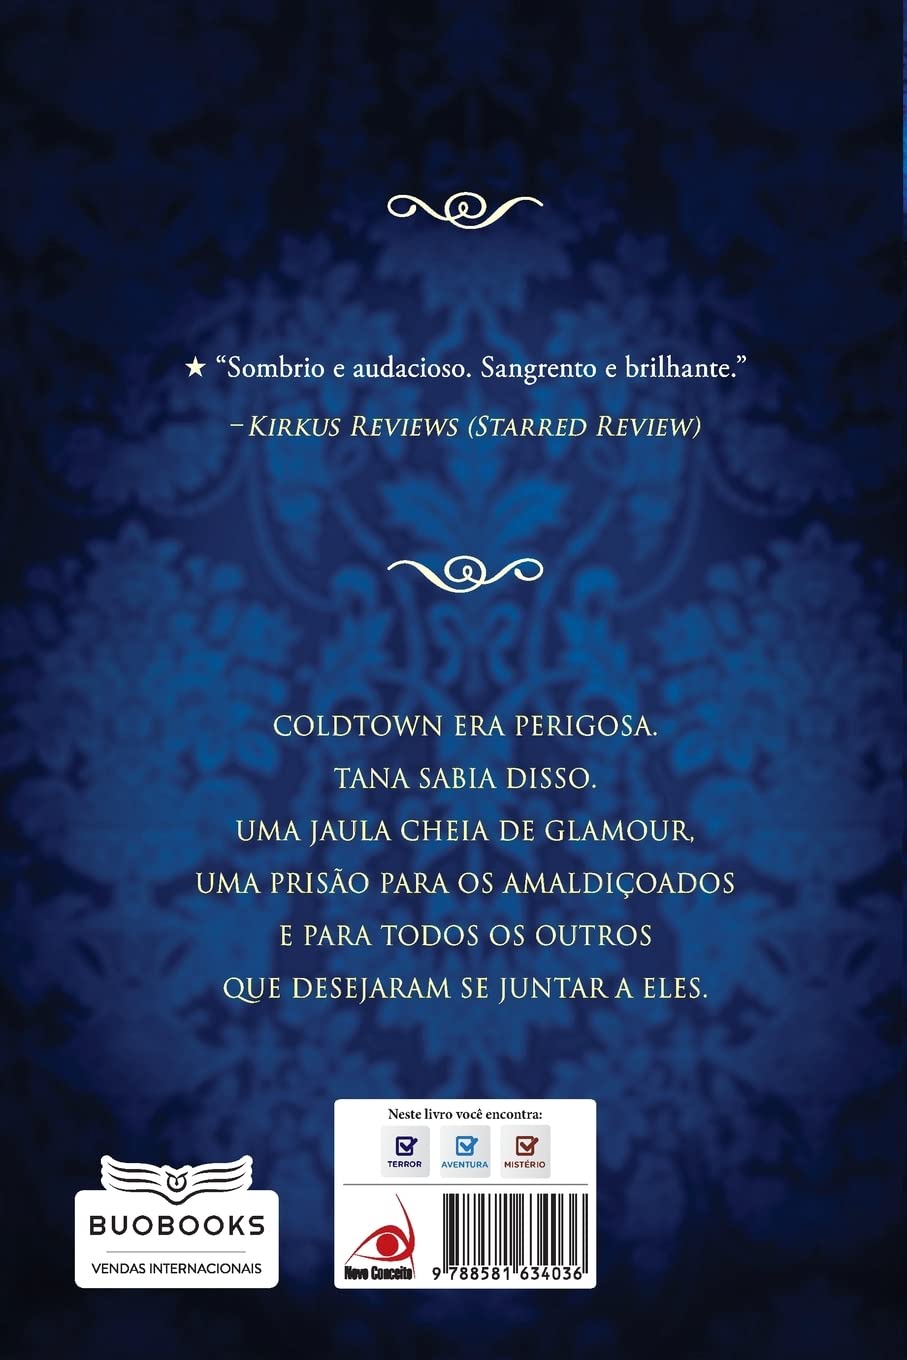 ★ “Sombrio e audacioso. Sangrento e brilhante.”
–KIRKUS REVIEWS (STARRED REVIEW)
COLDTOWN ERA PERIGOSA.
TANA SABIA DISSO.
UMA JAULA CHEIA DE GLAMOUR,
UMA PRISÃO PARA OS AMALDIÇOADOS
E PARA TODOS OS OUTROS
QUE DESEJARAM SE JUNTAR A ELES.
Neste livro você encontra:
TERROR AVENTURA MISTÉRIO
BUOBOOKS
VENDAS INTERNACIONAIS
Novo Conceito
9 788581 634036